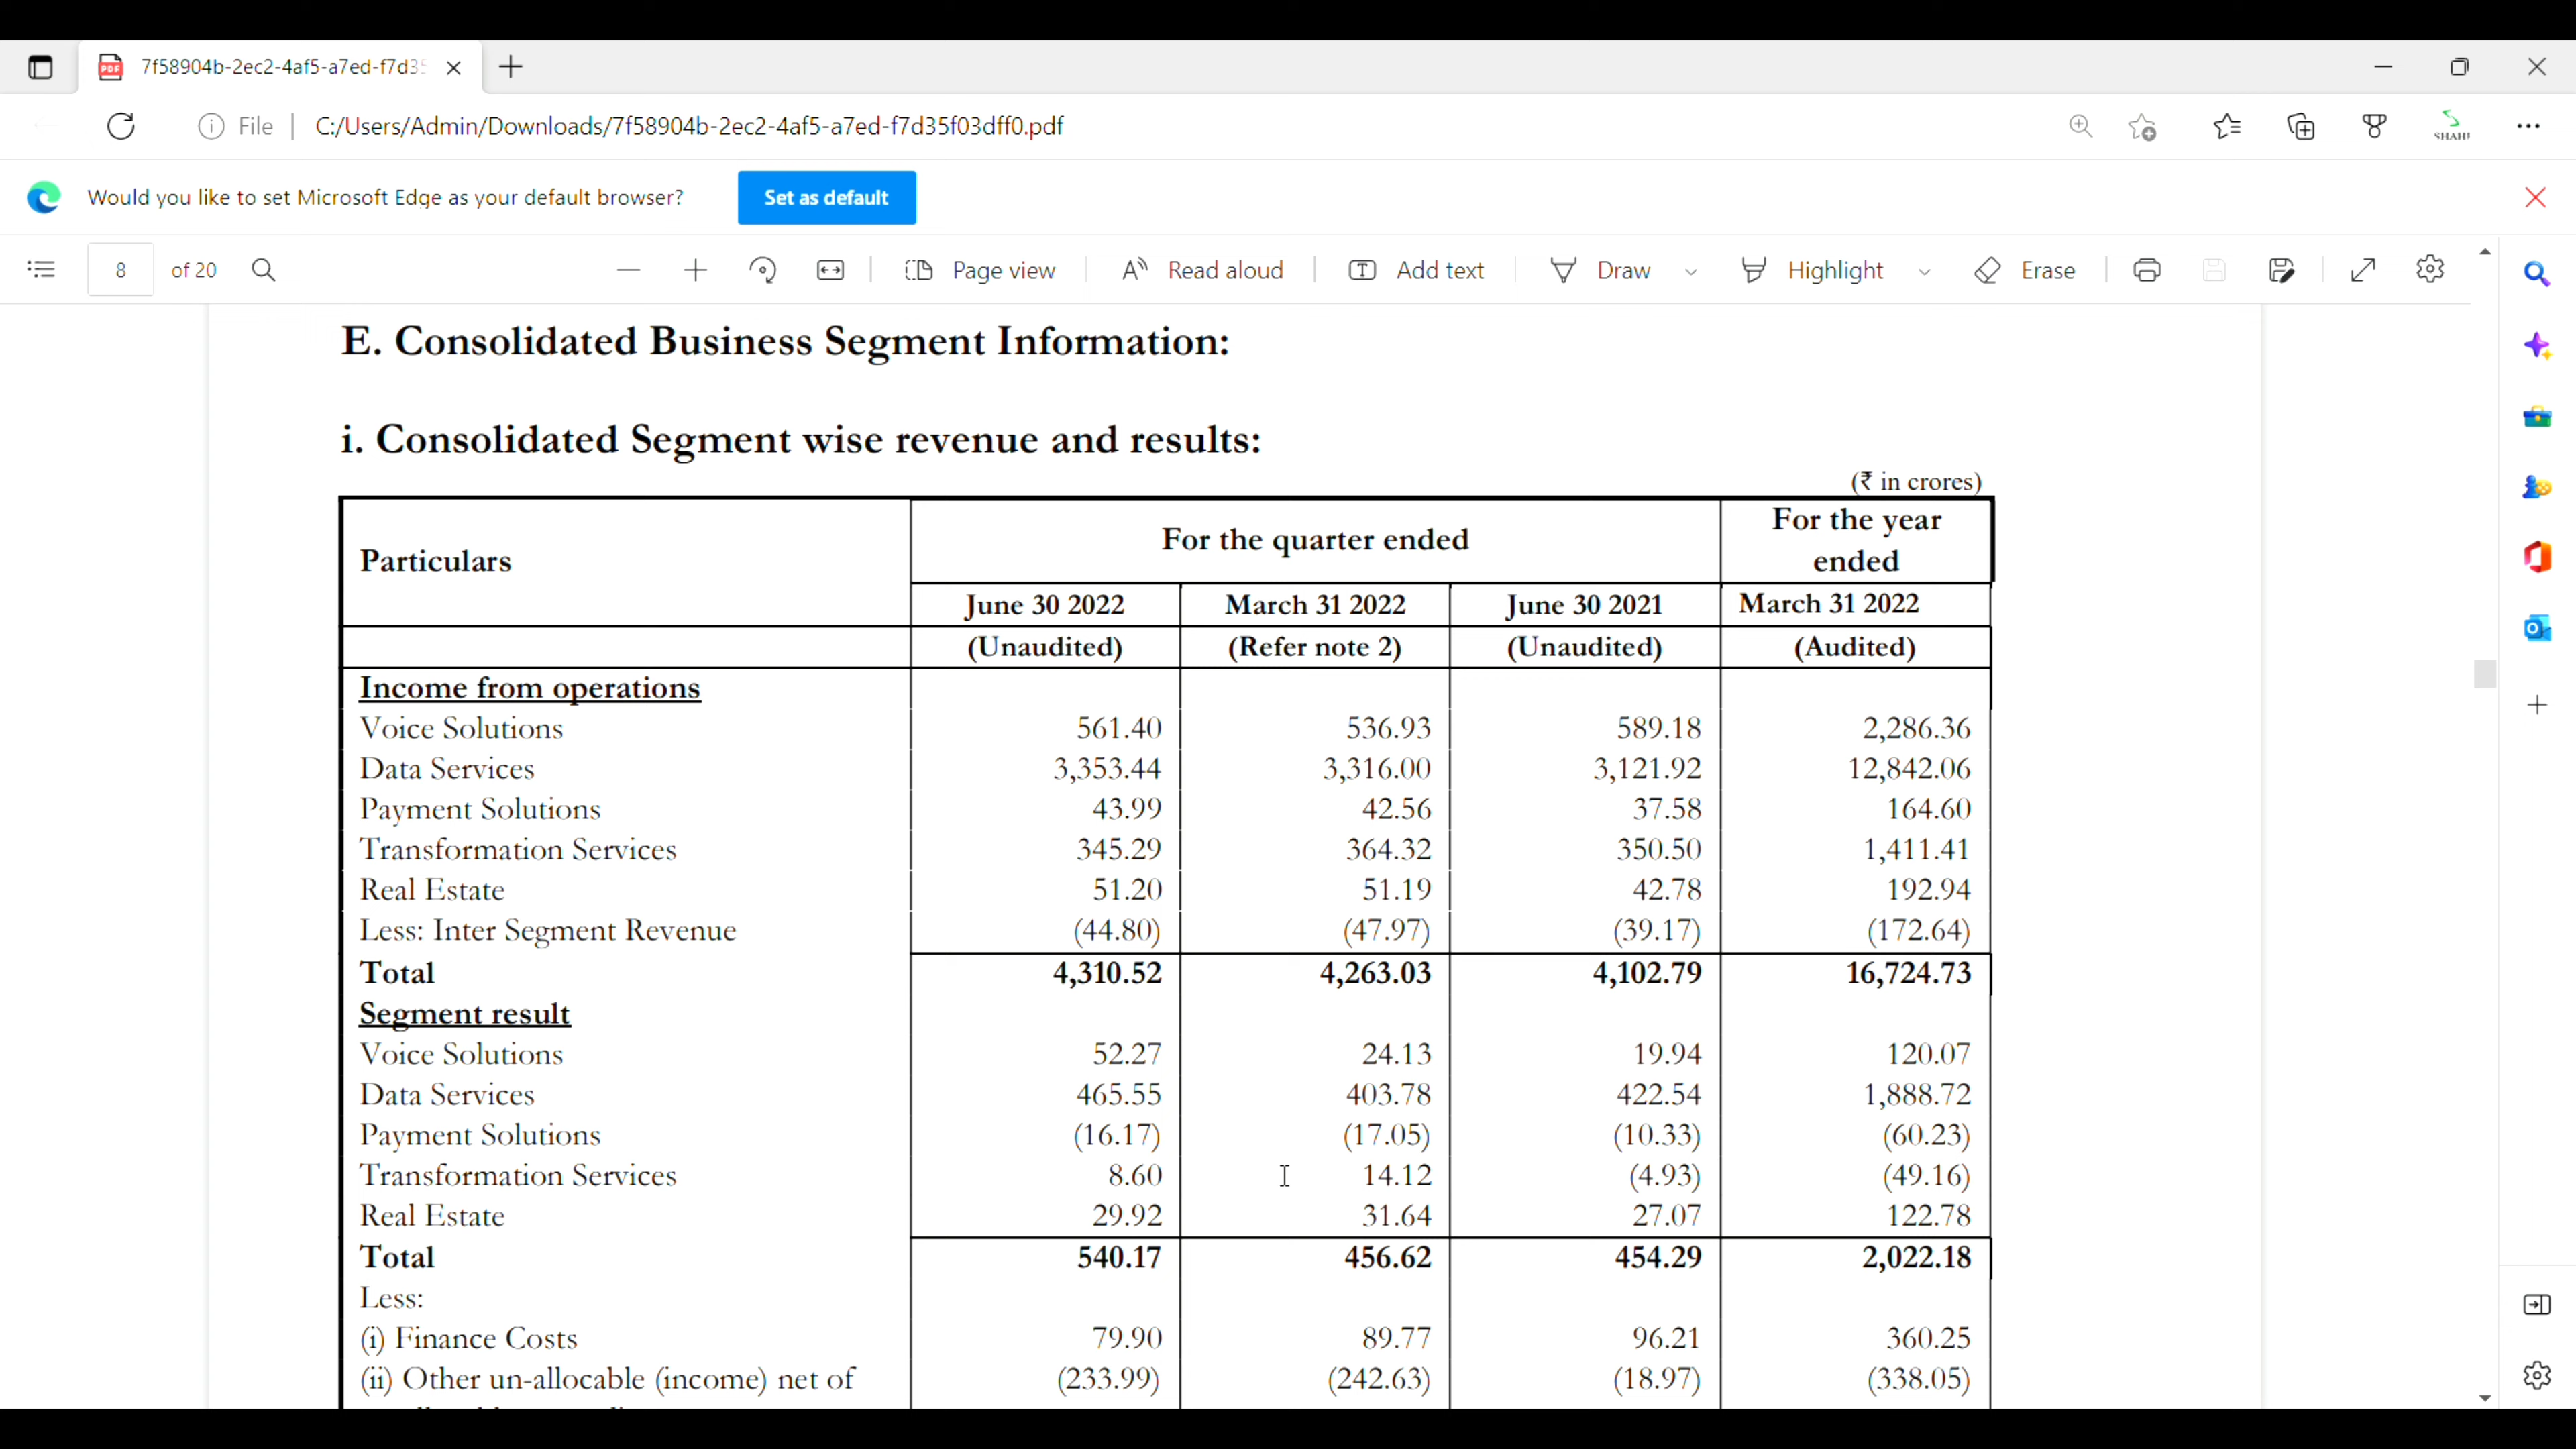 7f58904b-2ec2-4af5-a7ed-f7d35
File | C:/Users/Admin/Downloads/7f58904b-2ec2-4af5-a7ed-f7d35f03dff0.pdf
SHAHI
Would you like to set Microsoft Edge as your default browser? Set as default
8 of 20 Page view Read aloud Add text Draw Highlight Erase
E. Consolidated Business Segment Information:
i. Consolidated Segment wise revenue and results:
(₹ in crores)
Particulars For the quarter ended For the year ended
June 30 2022 March 31 2022 June 30 2021 March 31 2022
(Unaudited) (Refer note 2) (Unaudited) (Audited)
Income from operations
Voice Solutions 561.40 536.93 589.18 2,286.36
Data Services 3,353.44 3,316.00 3,121.92 12,842.06
Payment Solutions 43.99 42.56 37.58 164.60
Transformation Services 345.29 364.32 350.50 1,411.41
Real Estate 51.20 51.19 42.78 192.94
Less: Inter Segment Revenue (44.80) (47.97) (39.17) (172.64)
Total 4,310.52 4,263.03 4,102.79 16,724.73
Segment result
Voice Solutions 52.27 24.13 19.94 120.07
Data Services 465.55 403.78 422.54 1,888.72
Payment Solutions (16.17) (17.05) (10.33) (60.23)
Transformation Services 8.60 14.12 (4.93) (49.16)
Real Estate 29.92 31.64 27.07 122.78
Total 540.17 456.62 454.29 2,022.18
Less:
(i) Finance Costs 79.90 89.77 96.21 360.25
(ii) Other un-allocable (income) net of (233.99) (242.63) (18.97) (338.05)